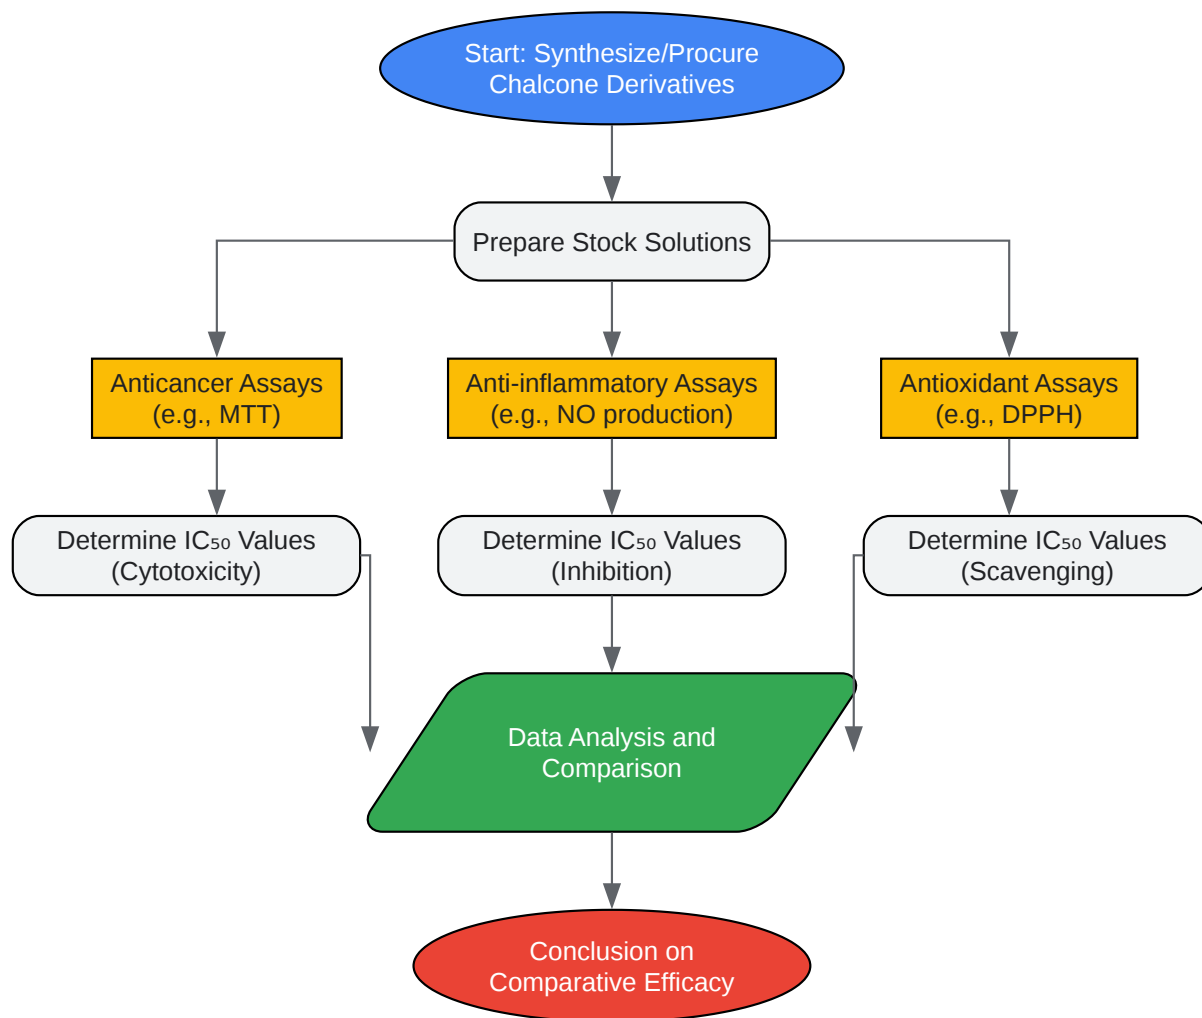 Start: Synthesize/Procure
Chalcone Derivatives
Prepare Stock Solutions
Anticancer Assays
(e.g., MTT)
Anti-inflammatory Assays
(e.g., NO production)
Antioxidant Assays
(e.g., DPPH)
Determine IC₅₀ Values
(Cytotoxicity)
Determine IC₅₀ Values
(Inhibition)
Determine IC₅₀ Values
(Scavenging)
Data Analysis and
Comparison
Conclusion on
Comparative Efficacy